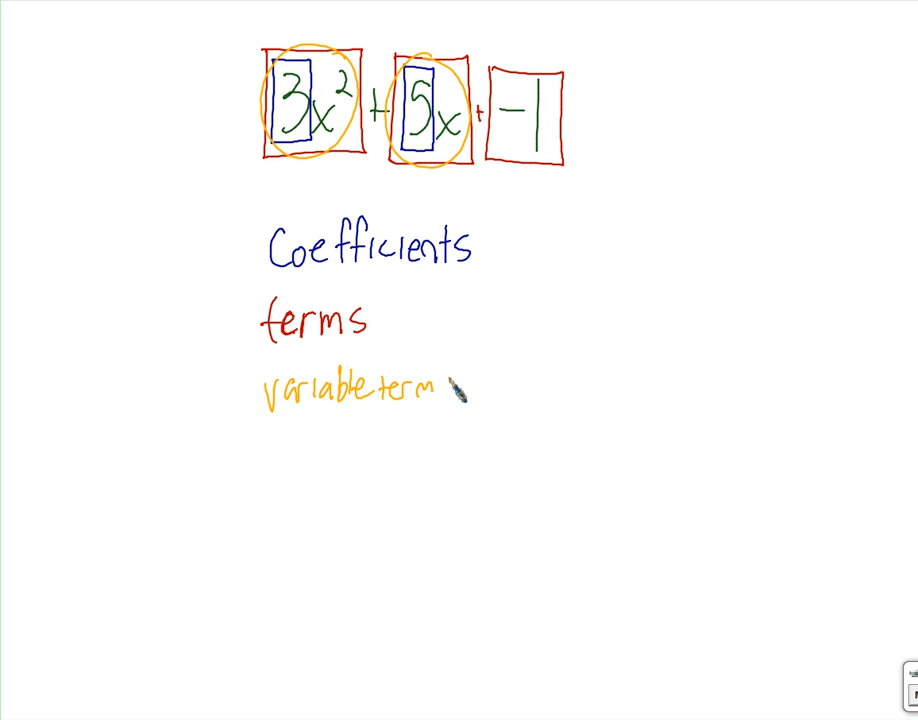 3x² + 5x + -1
Coefficients
terms
variable term